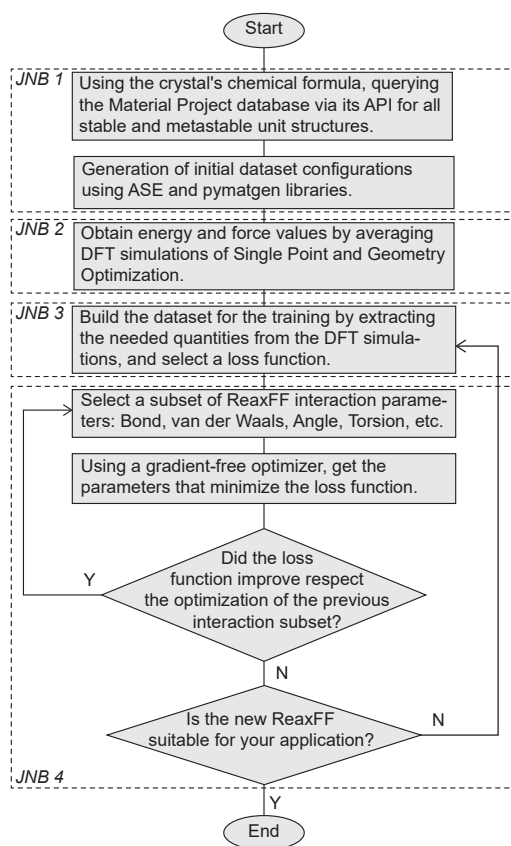 Start
JNB 1
Using the crystal's chemical formula, querying
the Material Project database via its API for all
stable and metastable unit structures.
Generation of initial dataset configurations
using ASE and pymatgen libraries.
JNB 2
Obtain energy and force values by averaging
DFT simulations of Single Point and Geometry
Optimization.
JNB 3
Build the dataset for the training by extracting
the needed quantities from the DFT simula-
tions, and select a loss function.
Select a subset of ReaxFF interaction parame-
ters: Bond, van der Waals, Angle, Torsion, etc.
Using a gradient-free optimizer, get the
parameters that minimize the loss function.
Y
Did the loss
function improve respect
the optimization of the previous
interaction subset?
N
Is the new ReaxFF
suitable for your application?
N
JNB 4
Y
End